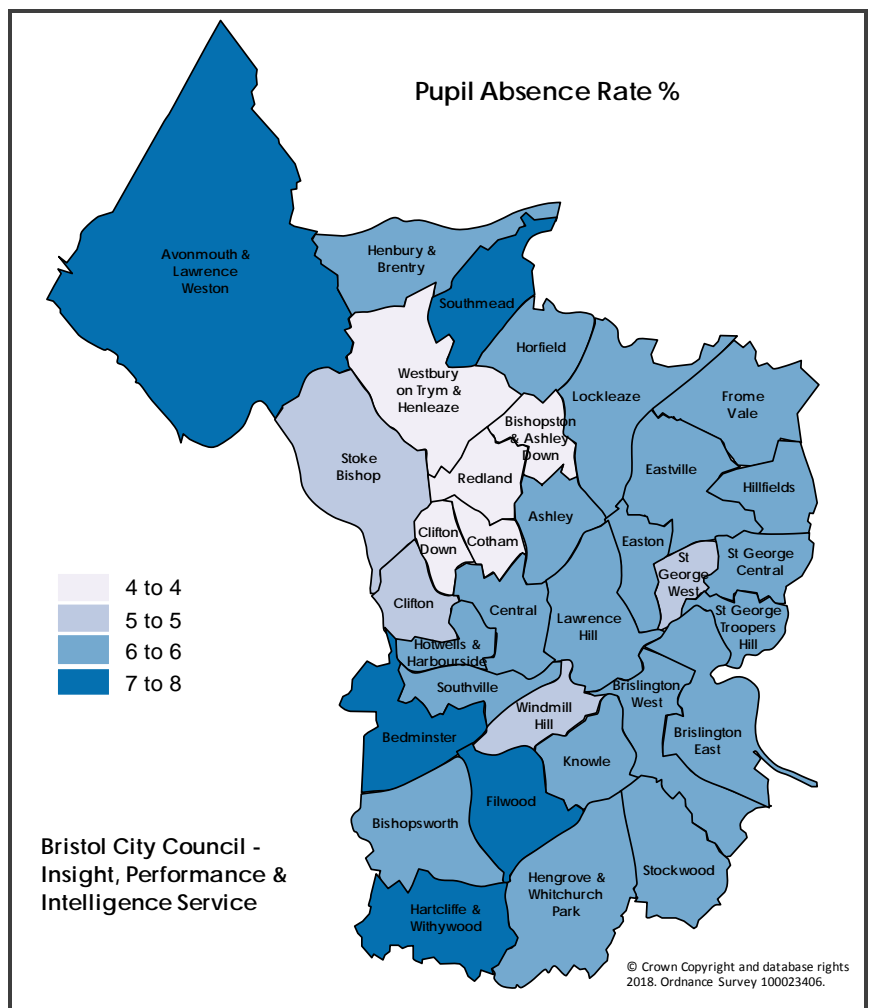 Pupil Absence Rate %
Avonmouth &
Lawrence
Weston
Henbury &
Brentry
Southmead
Horfield
Westbury
on Trym &
Henleaze
Lockleaze
Frome
Vale
Bishopston
& Ashley
Down
Stoke
Bishop
Redland
Eastville
Hillfields
Ashley
Clifton
Down
Cotham
Easton
St
George
West
St George
Central
4 to 4
5 to 5
6 to 6
7 to 8
Clifton
Central
Lawrence
Hill
St George
Troopers
Hill
Hotwells &
Harbourside
Southville
Windmill
Hill
Brislington
West
Brislington
East
Bedminster
Knowle
Filwood
Bishopsworth
Stockwood
Hengrove &
Whitchurch
Park
Hartcliffe &
Withywood
Bristol City Council -
Insight, Performance &
Intelligence Service
© Crown Copyright and database rights
2018. Ordnance Survey 100023406.